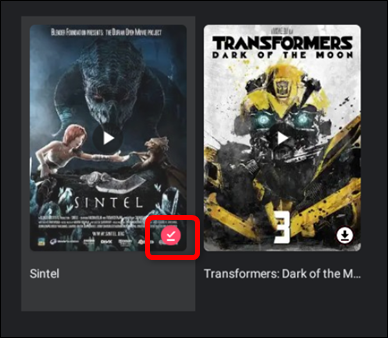 BLENDER FOUNDATION PRESENTS, THE DURIAN OPEN MOVIE PROJECT
SINTEL
WWW.SINTEL.ORG
TRANSFORMERS
DARK OF THE MOON
3
Sintel
Transformers: Dark of the M...